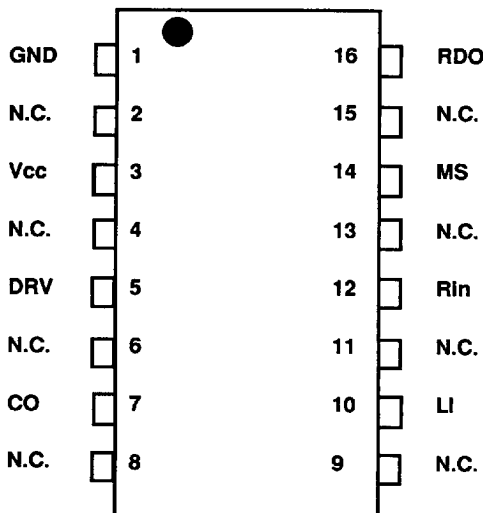 GND 1 16 RDO
N.C. 2 15 N.C.
Vcc 3 14 MS
N.C. 4 13 N.C.
DRV 5 12 Rin
N.C. 6 11 N.C.
CO 7 10 LI
N.C. 8 9 N.C.